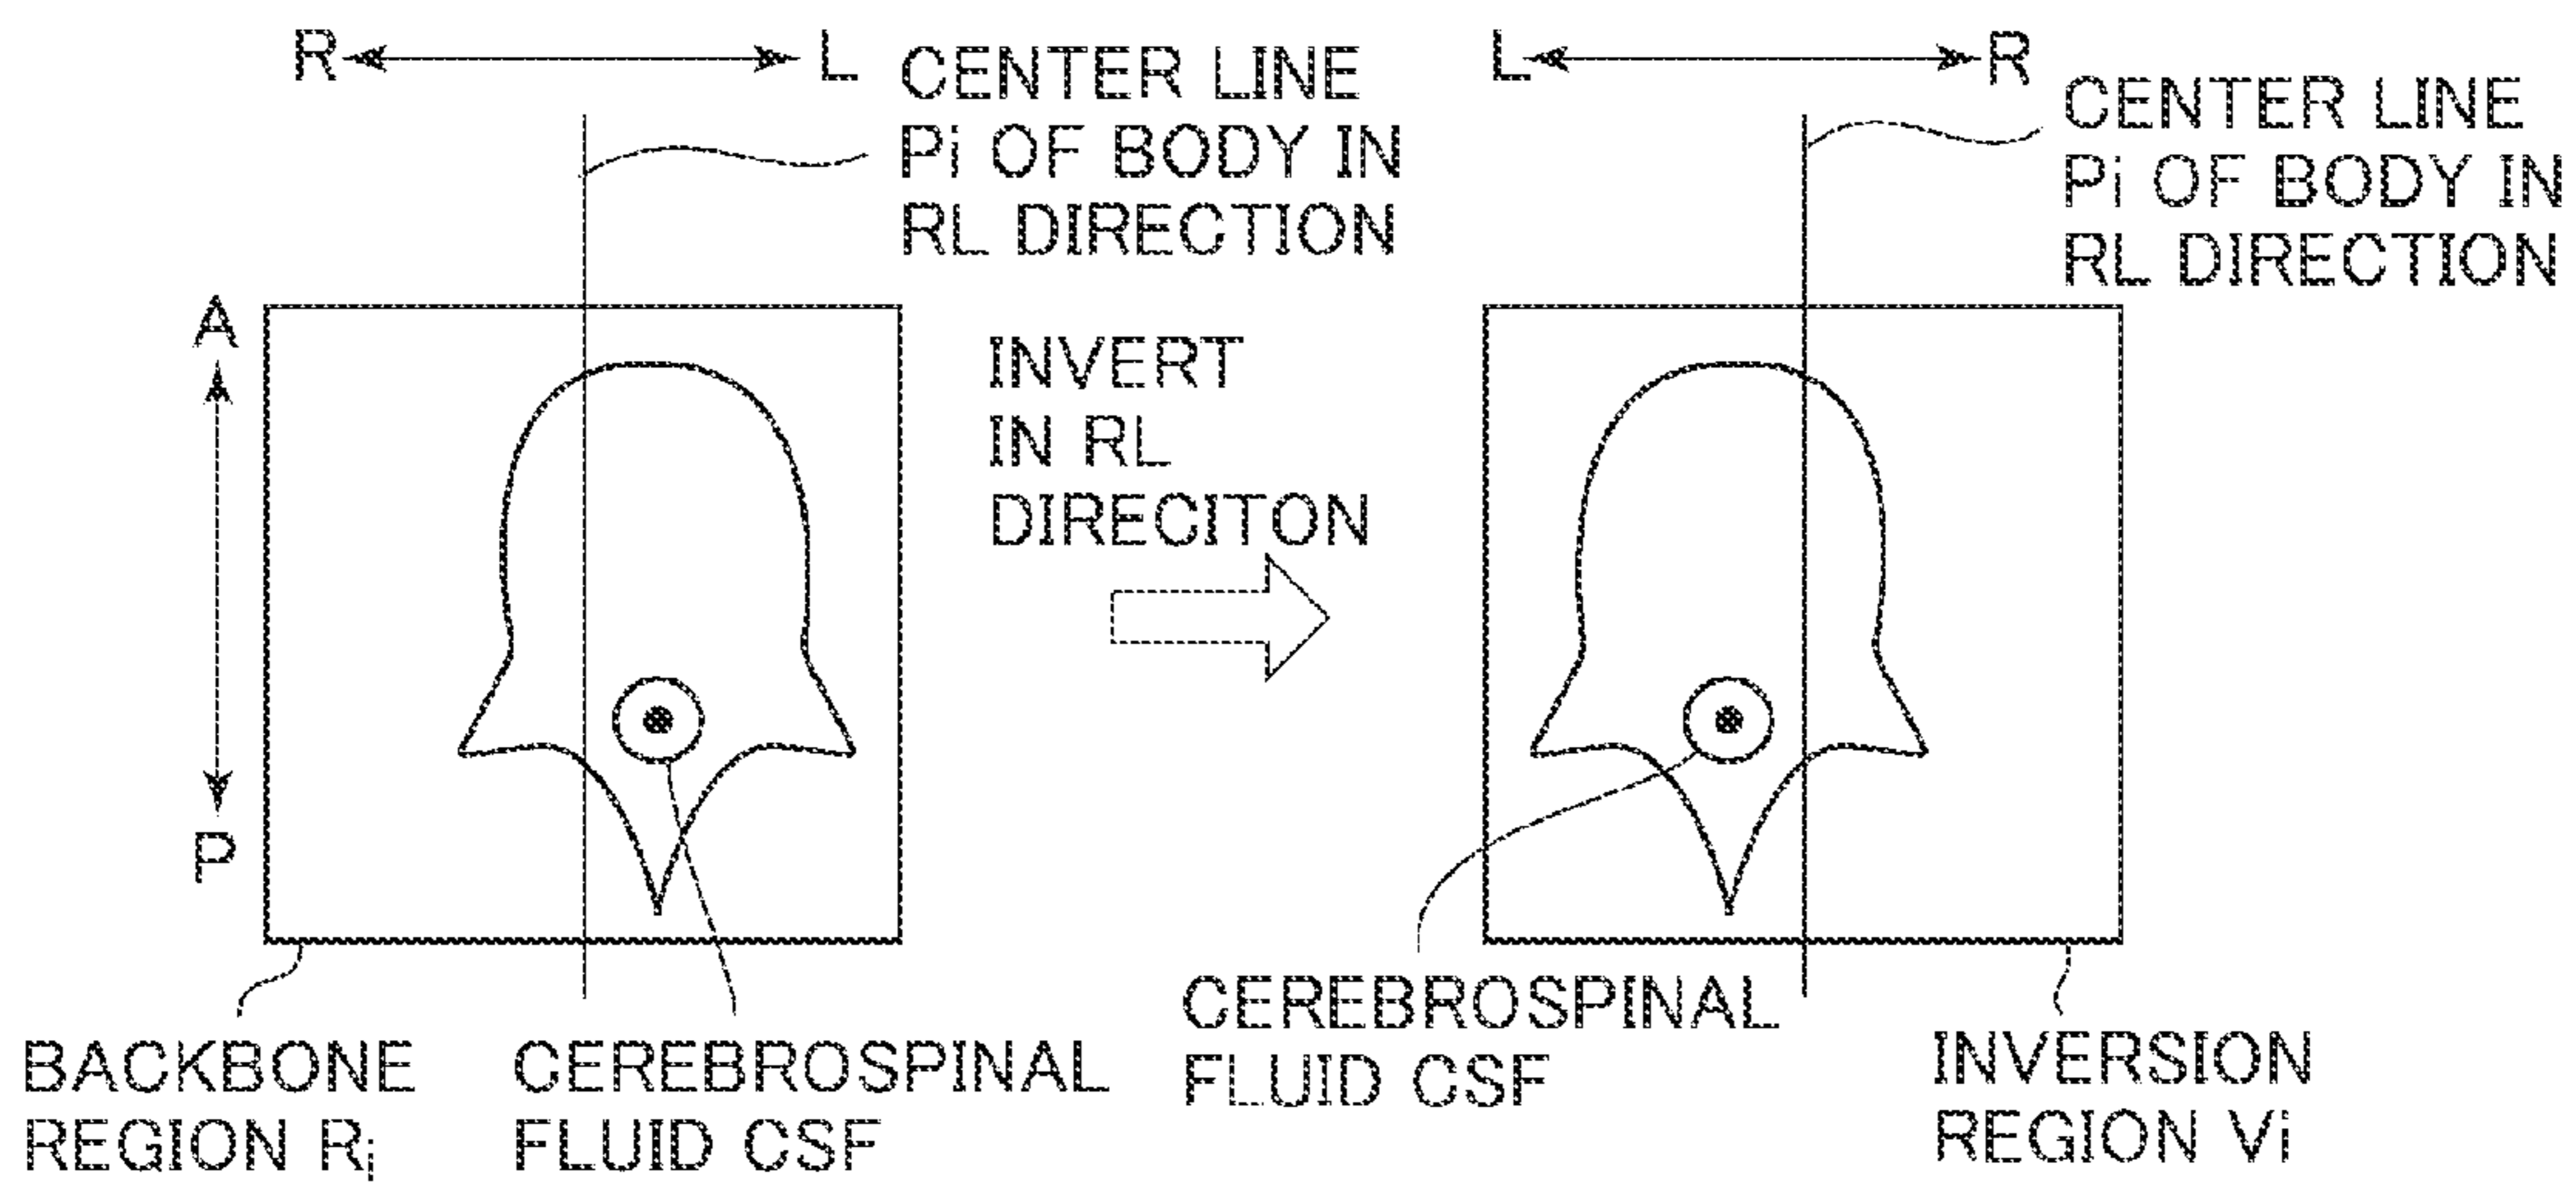 R
L
CENTER LINE
Pi OF BODY IN
RL DIRECTION
A
P
BACKBONE
REGION Ri
CEREBROSPINAL
FLUID CSF
INVERT
IN RL
DIRECITON
L
R
CENTER LINE
Pi OF BODY IN
RL DIRECTION
CEREBROSPINAL
FLUID CSF
INVERSION
REGION Vi